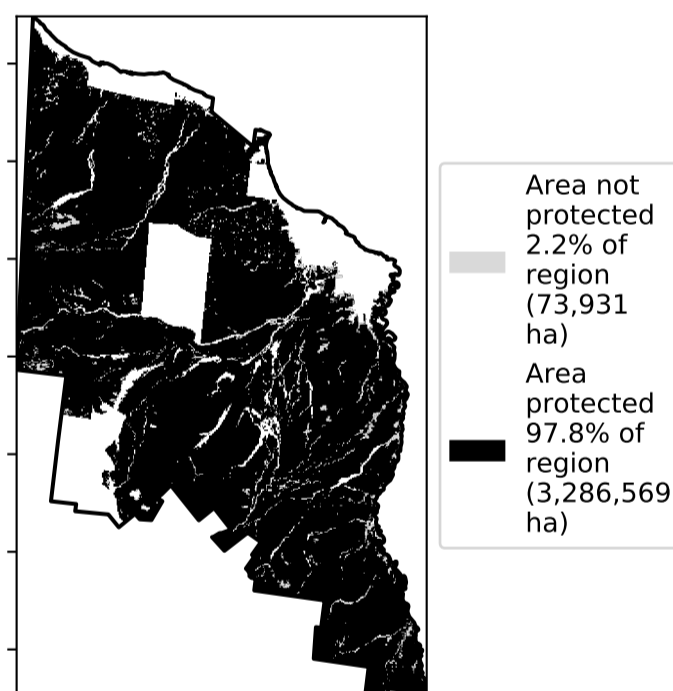 Area not
protected
2.2% of
region
(73,931
ha)
Area
protected
97.8% of
region
(3,286,569
ha)